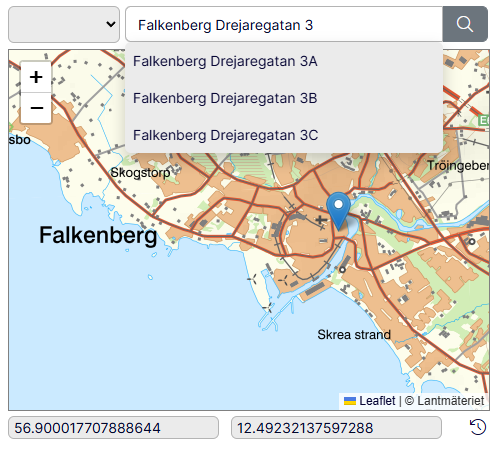 Falkenberg Drejaregatan 3
Falkenberg Drejaregatan 3A
Falkenberg Drejaregatan 3B
Falkenberg Drejaregatan 3C
+
−
sbo
Skogstorp
Tröingeber
Falkenberg
Skrea strand
Leaflet | © Lantmäteriet
56.900017707888644
12.49232137597288